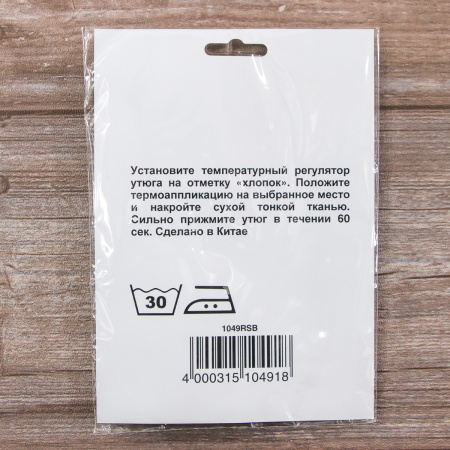 Установите температурный регулятор
утюга на отметку «хлопок». Положите
термоаппликацию на выбранное место
и накройте сухой тонкой тканью.
Сильно прижмите утюг в течении 60
сек. Сделано в Китае
30
1049RSB
4 000315 104918